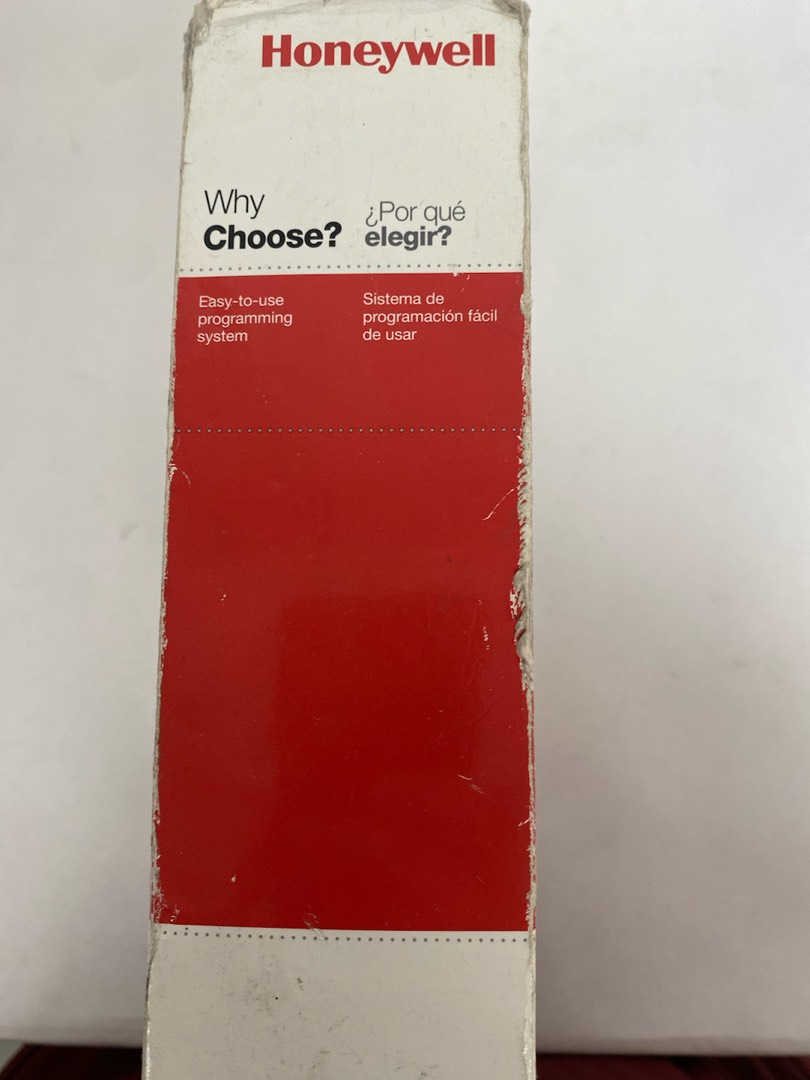 Honeywell
Why
Choose?
¿Por qué
elegir?
Easy-to-use
programming
system
Sistema de
programación fácil
de usar